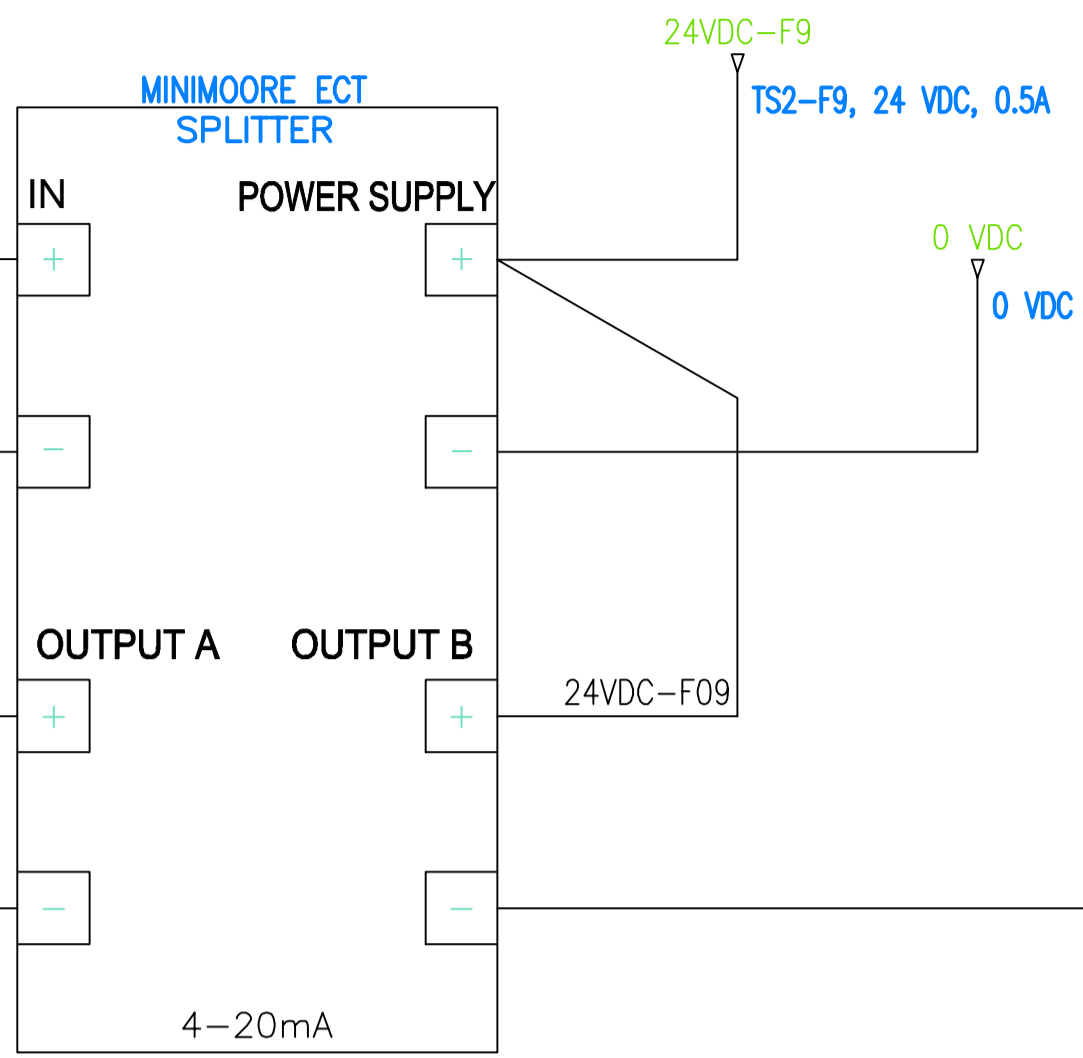 24VDC-F9
MINIMOORE ECT
SPLITTER
TS2-F9, 24 VDC, 0.5A
IN
POWER SUPPLY
+
+
0 VDC
0 VDC
-
-
OUTPUT A
OUTPUT B
24VDC-F09
+
+
-
-
4-20mA